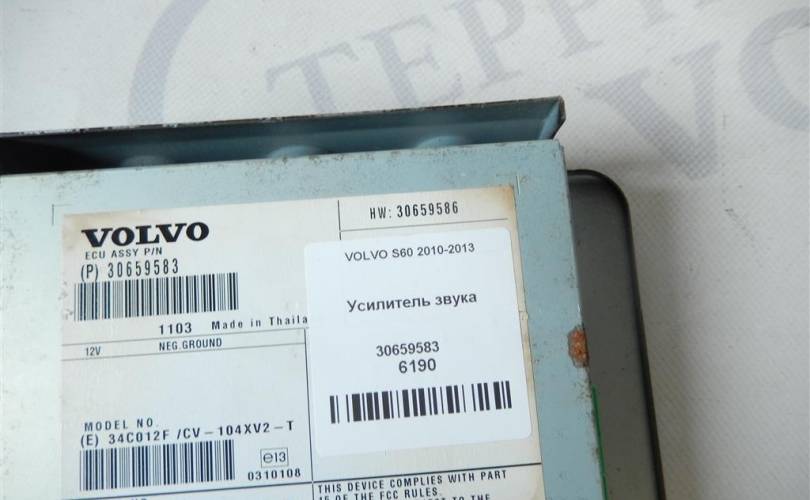 VOLVO
ECU ASSY P/N
(P) 30659583
HW: 30659586
1103 Made in Thaila
12V NEG.GROUND
MODEL NO.
(E) 34C012F /CV-104XV2-T
e13
0310108
THIS DEVICE COMPLIES WITH PART
15 OF THE FCC RULES.
VOLVO S60 2010-2013
Усилитель звука
30659583
6190